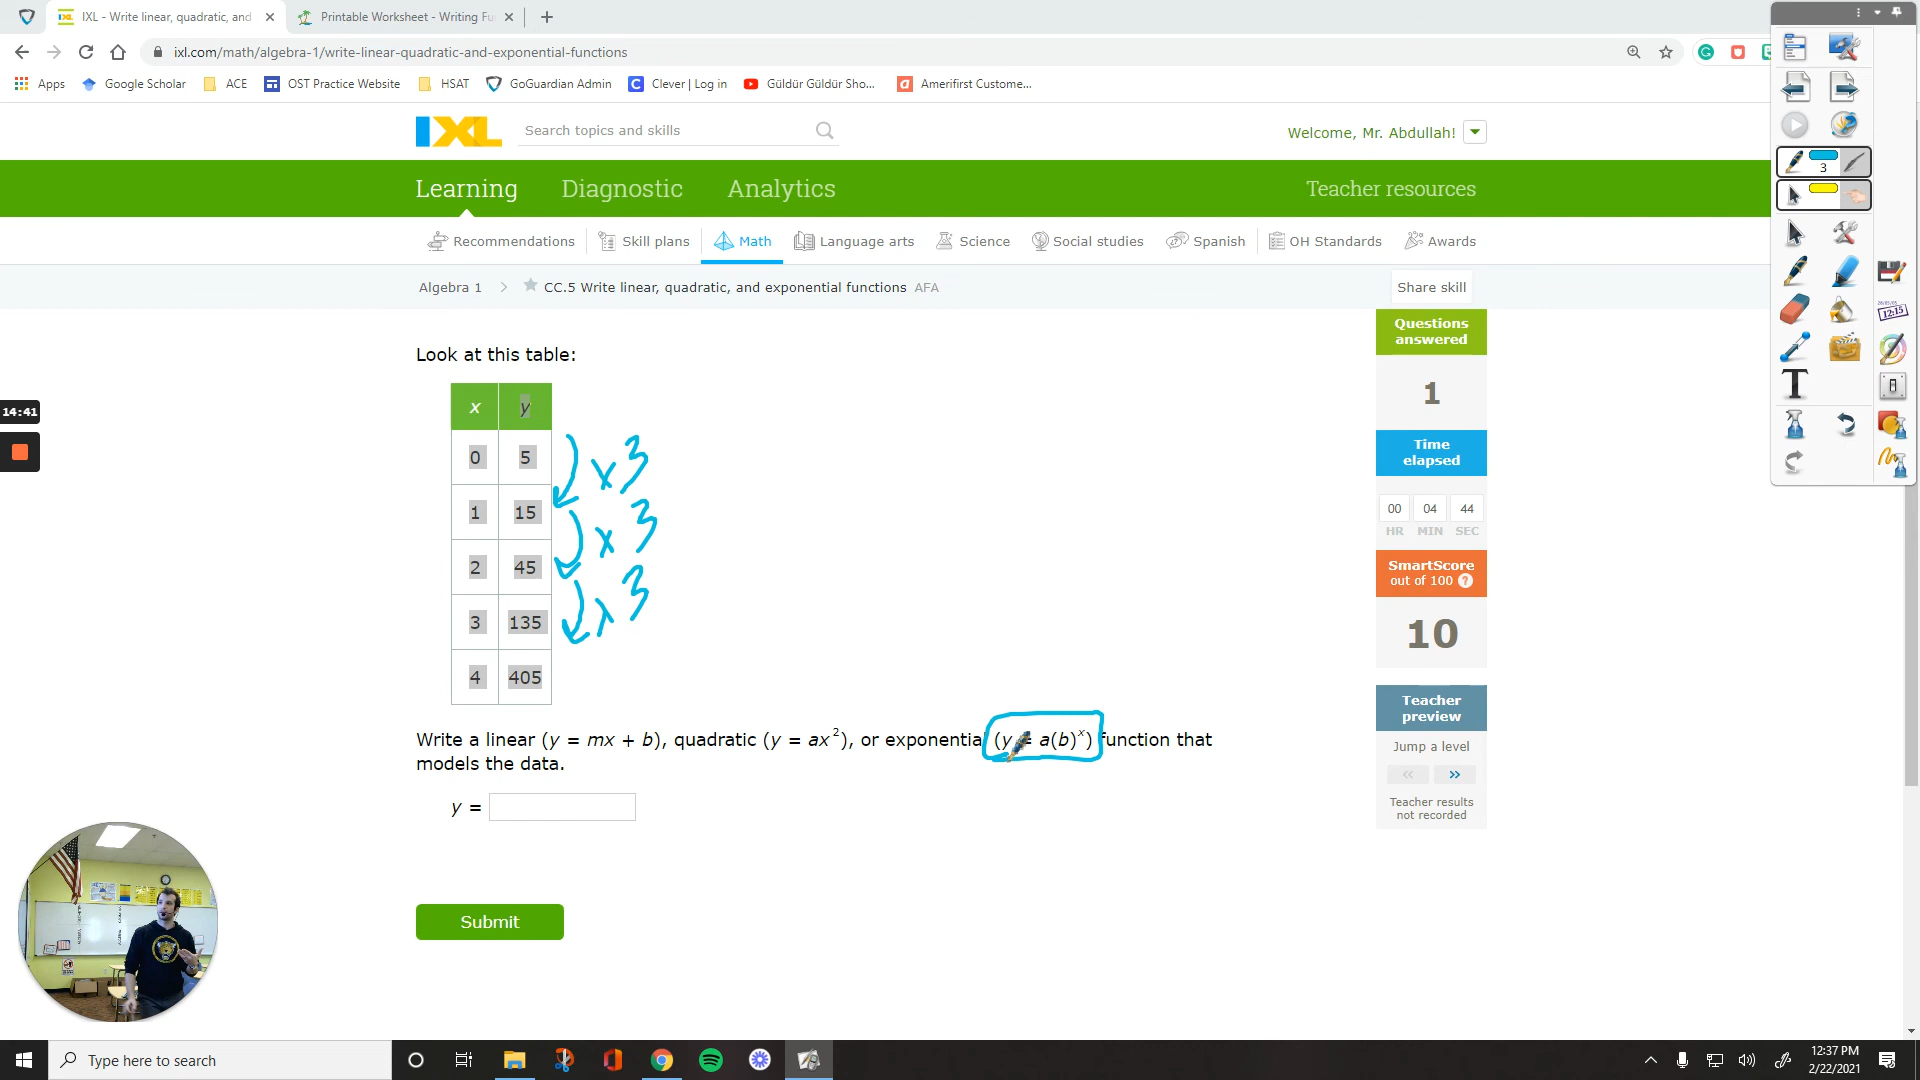 IXL - Write linear, quadratic, and
Printable Worksheet - Writing Fu
ixl.com/math/algebra-1/write-linear-quadratic-and-exponential-functions
Apps
Google Scholar
ACE
OST Practice Website
HSAT
GoGuardian Admin
Clever | Log in
Güldür Güldür Sho...
Amerifirst Custome...
IXL
Search topics and skills
Welcome, Mr. Abdullah!
Learning
Diagnostic
Analytics
Teacher resources
Recommendations
Skill plans
Math
Language arts
Science
Social studies
Spanish
OH Standards
Awards
Algebra 1 > CC.5 Write linear, quadratic, and exponential functions AFA
Share skill
Look at this table:
x y
0 5
x3
1 15
x 3
2 45
x 3
3 135
4 405
Write a linear (y = mx + b), quadratic (y = ax²), or exponential (y = a(b)ˣ) function that
models the data.
y =
Submit
Questions
answered
1
Time
elapsed
00 04 44
HR MIN SEC
SmartScore
out of 100 ?
10
Teacher
preview
Jump a level
<< >>
Teacher results
not recorded
14:41
3
12:15
T
Type here to search
12:37 PM
2/22/2021